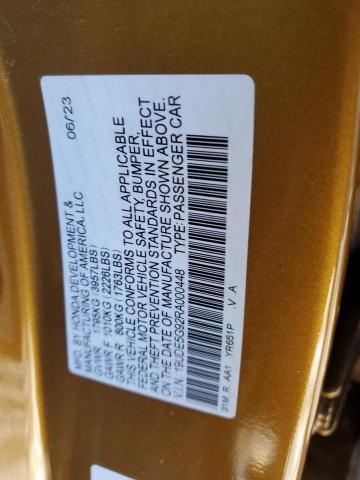 MFD. BY HONDA DEVELOPMENT &
MANUFACTURING OF AMERICA, LLC 06/23
GVWR 1795KG (3957LBS)
GAWR F 1010KG (2226LBS)
GAWR R 800KG (1763LBS)
THIS VEHICLE CONFORMS TO ALL APPLICABLE
FEDERAL MOTOR VEHICLE SAFETY, BUMPER,
AND THEFT PREVENTION STANDARDS IN EFFECT
ON THE DATE OF MANUFACTURE SHOWN ABOVE.
V.I.N: 19UDE5G92RA000448
TYPE: PASSENGER CAR
31M R AA1 YR651P V A